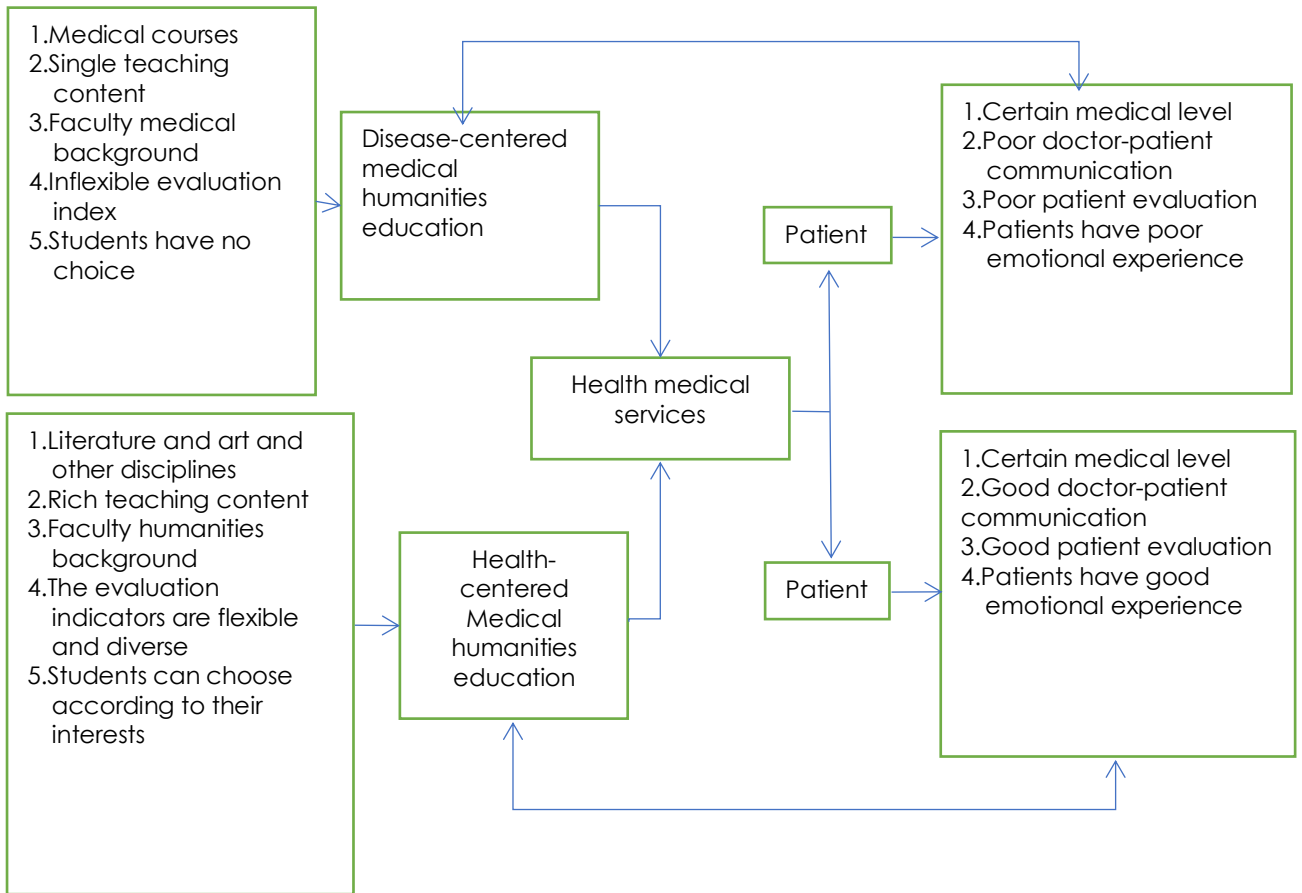 1.Medical courses
2.Single teaching
content
3.Faculty medical
background
4.Inflexible evaluation
index
5.Students have no
choice
Disease-centered
medical
humanities
education
Patient
1.Certain medical level
2.Poor doctor-patient
communication
3.Poor patient evaluation
4.Patients have poor
emotional experience
Health medical
services
1.Literature and art and
other disciplines
2.Rich teaching content
3.Faculty humanities
background
4.The evaluation
indicators are flexible
and diverse
5.Students can choose
according to their
interests
Health-
centered
Medical
humanities
education
Patient
1.Certain medical level
2.Good doctor-patient
communication
3.Good patient evaluation
4.Patients have good
emotional experience